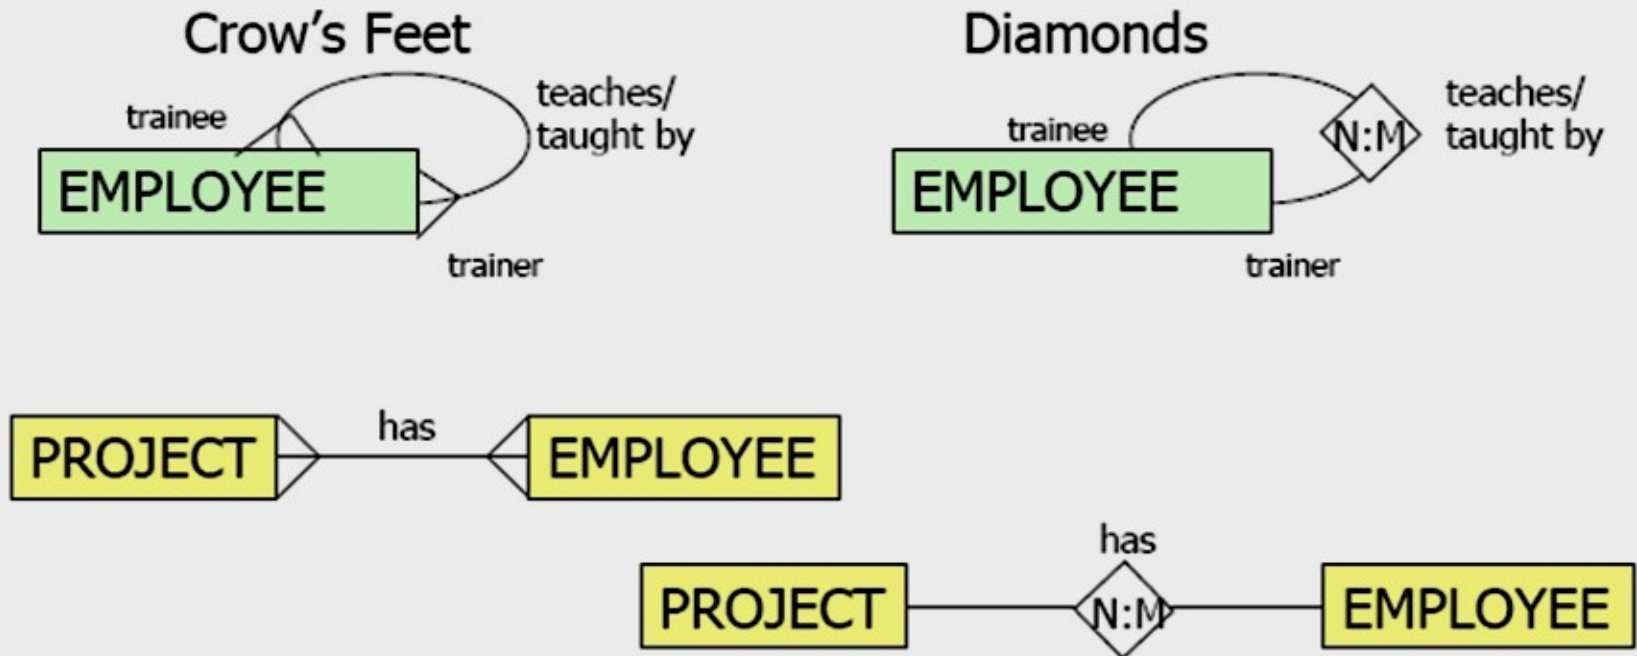 Crow's Feet
trainee
teaches/
taught by
EMPLOYEE
trainer
Diamonds
trainee
N:M
teaches/
taught by
EMPLOYEE
trainer
PROJECT
has
EMPLOYEE
has
PROJECT
N:M
EMPLOYEE